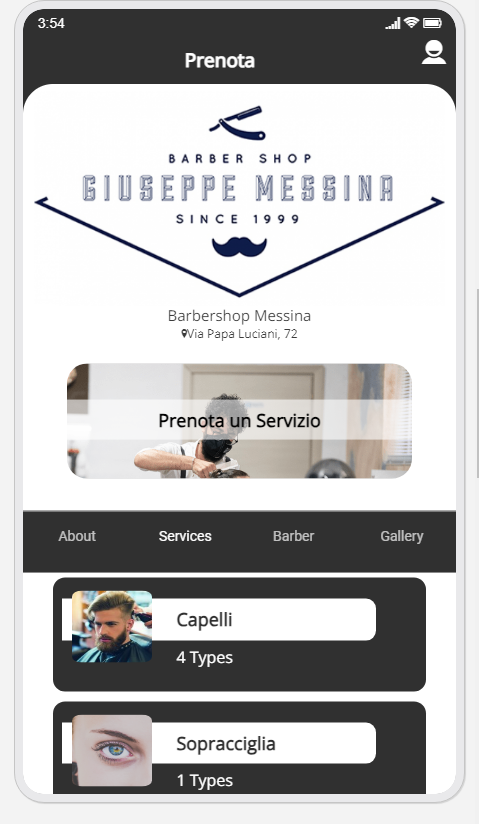 3:54
Prenota
BARBER SHOP
GIUSEPPE MESSINA
SINCE 1999
Barbershop Messina
Via Papa Luciani, 72
Prenota un Servizio
About Services Barber Gallery
Capelli
4 Types
Sopracciglia
1 Types